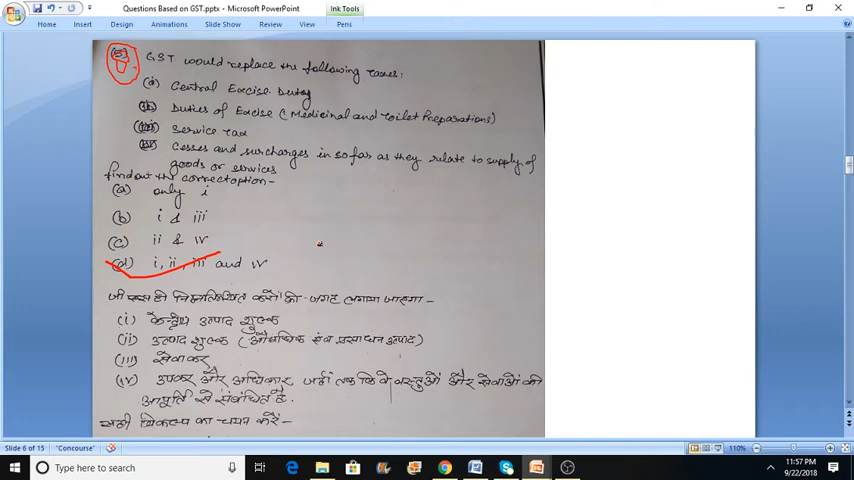 Questions Based on GST.pptx - Microsoft PowerPoint
Ink Tools
Home Insert Design Animations Slide Show Review View Pens
8
GST would replace the following taxes:
(i) Central Excise Duty
(ii) Duties of Excise (Medicinal and Toilet Preparations)
(iii) Service tax
(iv) Cesses and surcharges in so far as they relate to supply of
goods or services
find out the correct option-
(a) only i
(b) i & iii
(c) ii & iv
(d) i, ii, iii and iv
जी एस टी निम्नलिखित करों की जगह लगाया जाएगा-
(i) केन्द्रीय उत्पाद शुल्क
(ii) उत्पाद शुल्क (औषधिक एंव प्रसाधन उत्पाद)
(iii) सेवाकर
(iv) उपकर और अधिकार, जहां तक कि वे वस्तुओं और सेवाओं की
आपूर्ति से संबंधित है.
सही विकल्प का चयन करें-
Slide 6 of 15 "Concourse" 110%
Type here to search
11:57 PM
9/22/2018